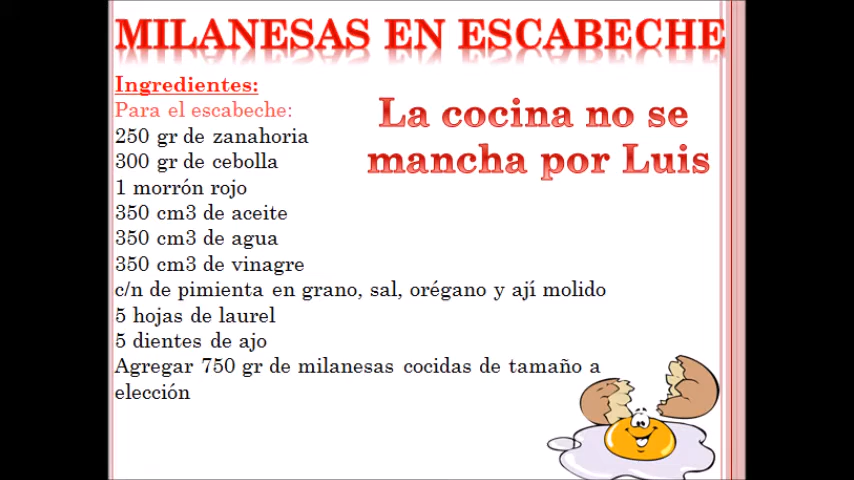 MILANESAS EN ESCABECHE
Ingredientes:
Para el escabeche:
250 gr de zanahoria
300 gr de cebolla
1 morrón rojo
350 cm3 de aceite
350 cm3 de agua
350 cm3 de vinagre
c/n de pimienta en grano, sal, orégano y ají molido
5 hojas de laurel
5 dientes de ajo
Agregar 750 gr de milanesas cocidas de tamaño a
elección
La cocina no se
mancha por Luis